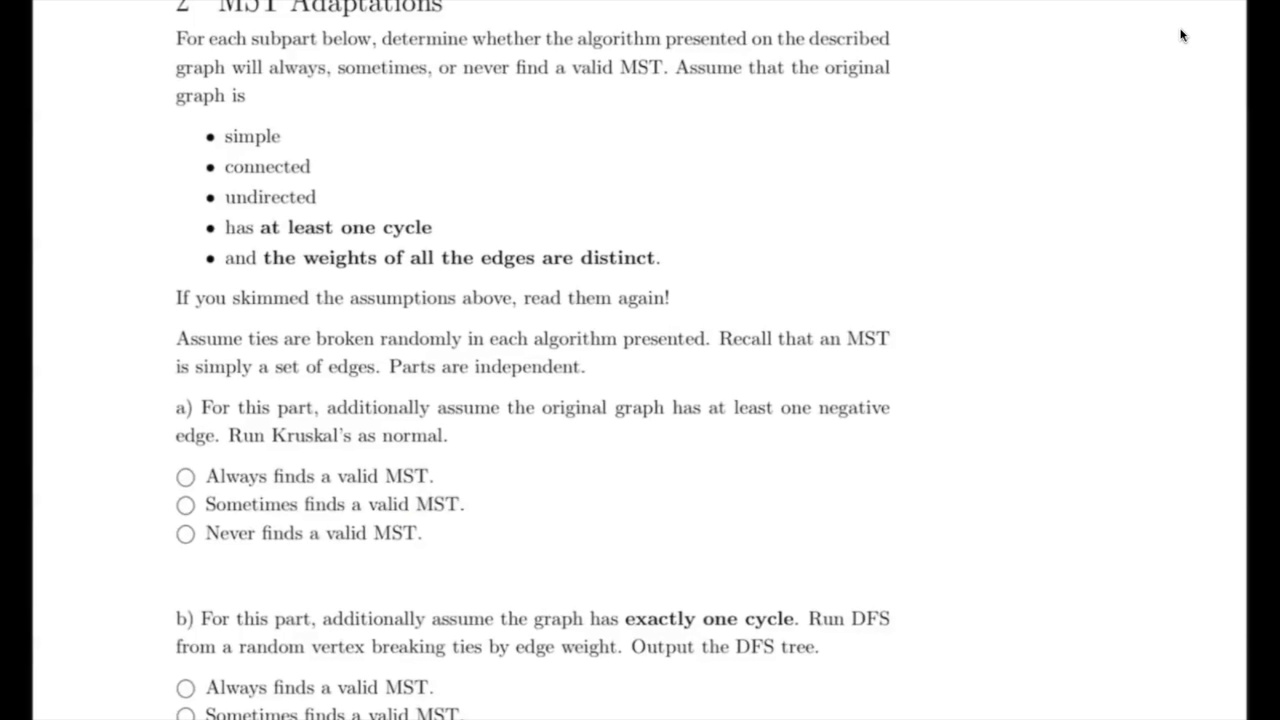 2 MST Adaptations
For each subpart below, determine whether the algorithm presented on the described
graph will always, sometimes, or never find a valid MST. Assume that the original
graph is
• simple
• connected
• undirected
• has at least one cycle
• and the weights of all the edges are distinct.
If you skimmed the assumptions above, read them again!
Assume ties are broken randomly in each algorithm presented. Recall that an MST
is simply a set of edges. Parts are independent.
a) For this part, additionally assume the original graph has at least one negative
edge. Run Kruskal's as normal.
○ Always finds a valid MST.
○ Sometimes finds a valid MST.
○ Never finds a valid MST.
b) For this part, additionally assume the graph has exactly one cycle. Run DFS
from a random vertex breaking ties by edge weight. Output the DFS tree.
○ Always finds a valid MST.
○ Sometimes finds a valid MST.